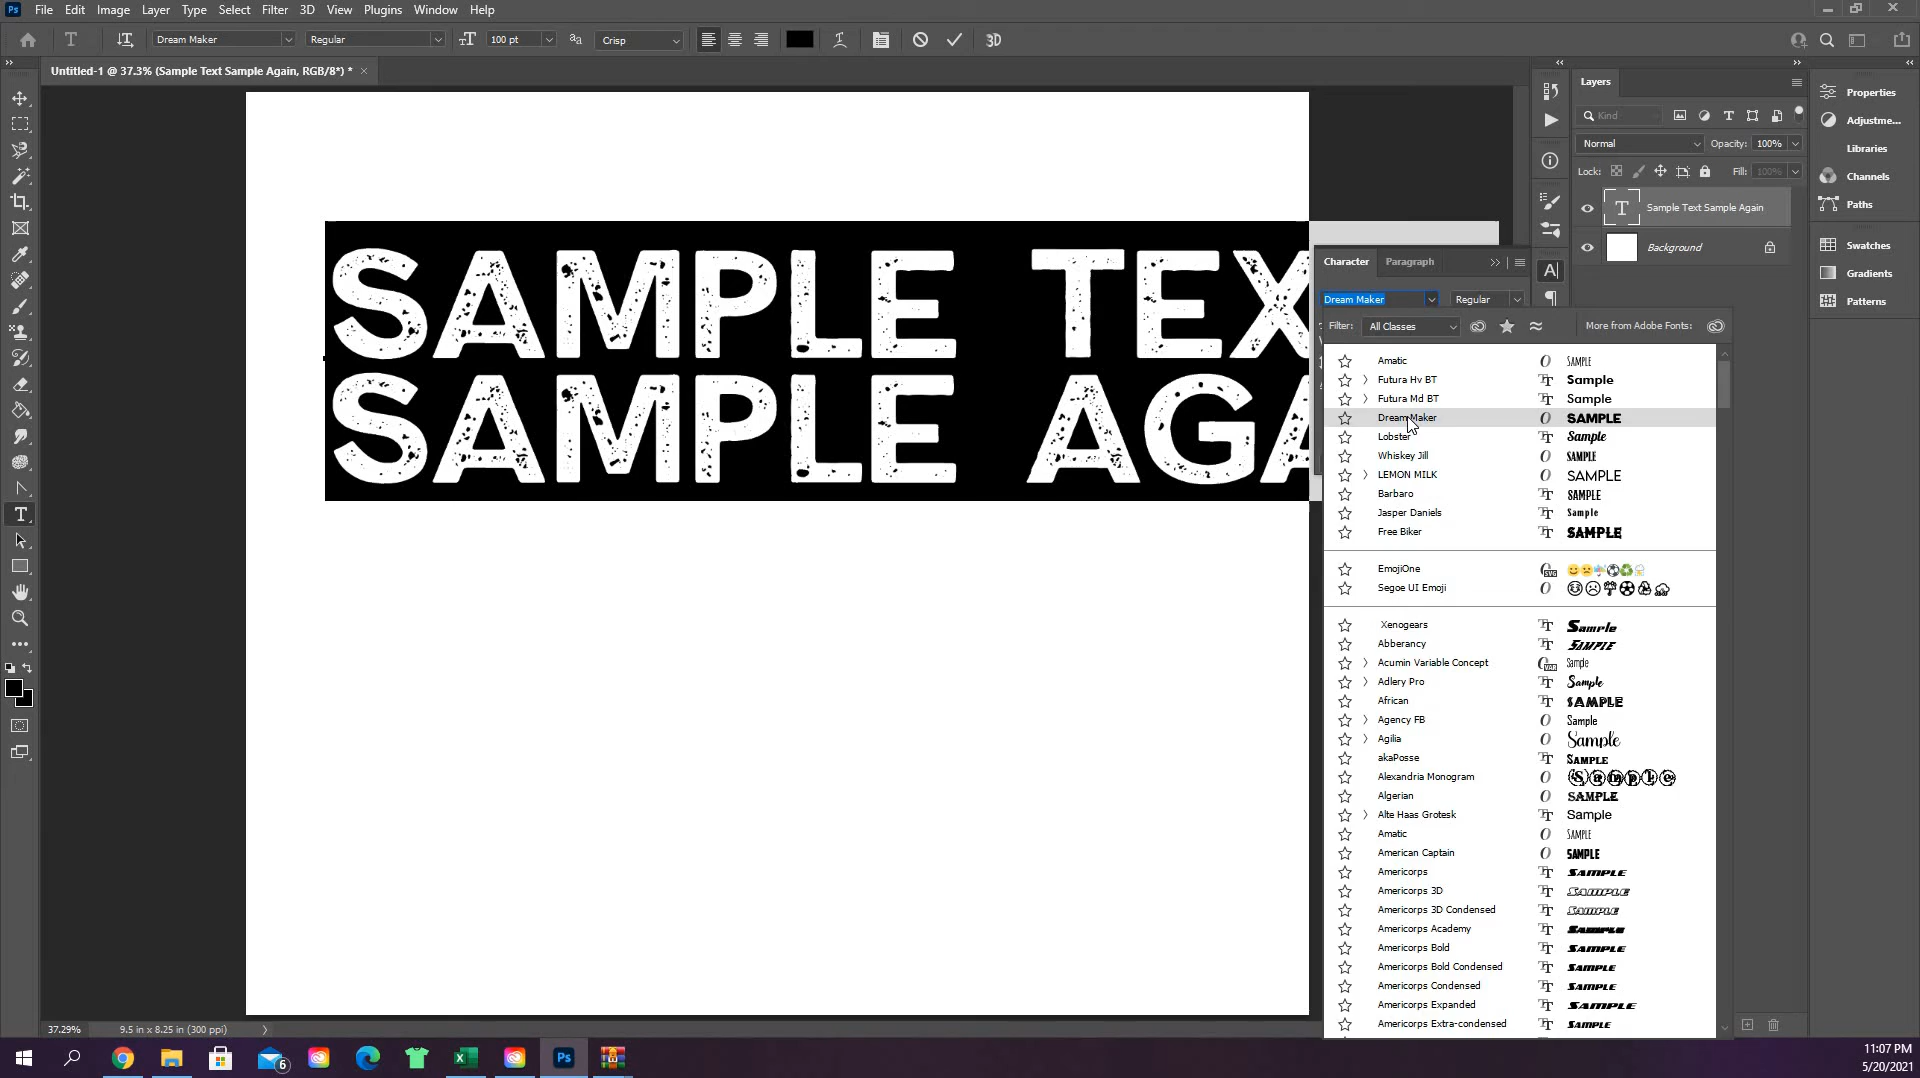 File Edit Image Layer Type Select Filter 3D View Plugins Window Help
Dream Maker Regular 100 pt Crisp 3D
Untitled-1 @ 37.3% (Sample Text Sample Again, RGB/8*) *
SAMPLE TEX
SAMPLE AGA
Character Paragraph
Dream Maker Regular
Filter: All Classes More from Adobe Fonts:
Amatic SAMPLE
Futura Hv BT Sample
Futura Md BT Sample
Dream Maker SAMPLE
Lobster Sample
Whiskey Jill SAMPLE
LEMON MILK SAMPLE
Barbaro SAMPLE
Jasper Daniels Sample
Free Biker SAMPLE
EmojiOne
Segoe UI Emoji
Xenogears Sample
Abberancy SAMPLE
Acumin Variable Concept Sample
Adlery Pro Sample
African SAMPLE
Agency FB Sample
Agilia Sample
akaPosse SAMPLE
Alexandria Monogram Sample
Algerian SAMPLE
Alte Haas Grotesk Sample
Amatic SAMPLE
American Captain SAMPLE
Americorps SAMPLE
Americorps 3D SAMPLE
Americorps 3D Condensed SAMPLE
Americorps Academy SAMPLE
Americorps Bold SAMPLE
Americorps Bold Condensed SAMPLE
Americorps Condensed SAMPLE
Americorps Expanded SAMPLE
Americorps Extra-condensed SAMPLE
Layers
Kind
Normal Opacity: 100%
Lock: Fill: 100%
Sample Text Sample Again
Background
Properties
Adjustme...
Libraries
Channels
Paths
Swatches
Gradients
Patterns
37.29% 9.5 in x 8.25 in (300 ppi)
6
11:07 PM
5/20/2021